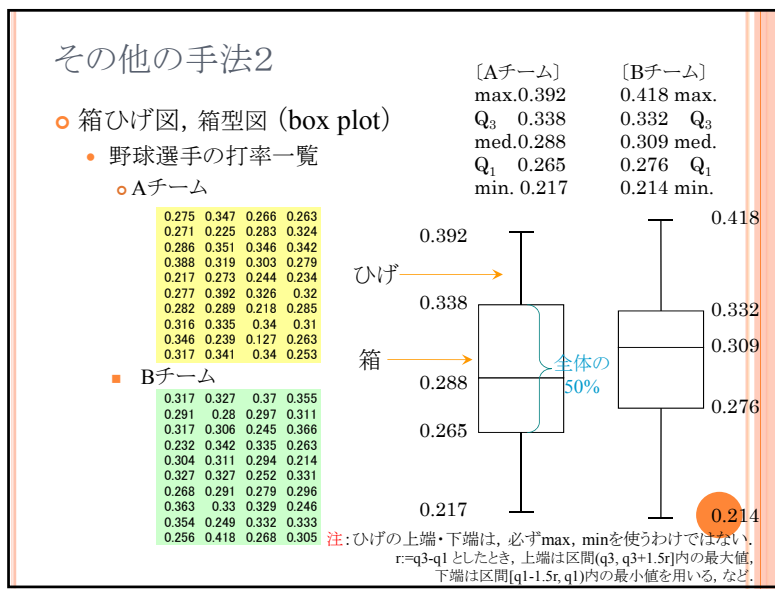 その他の手法2
箱ひげ図, 箱型図 (box plot)
野球選手の打率一覧
Aチーム
0.275 0.347 0.266 0.263
0.271 0.225 0.283 0.324
0.286 0.351 0.346 0.342
0.388 0.319 0.303 0.279
0.217 0.273 0.244 0.234
0.277 0.392 0.326 0.32
0.282 0.289 0.218 0.285
0.316 0.335 0.34 0.31
0.346 0.239 0.127 0.263
0.317 0.341 0.34 0.253
Bチーム
0.317 0.327 0.37 0.355
0.291 0.28 0.297 0.311
0.317 0.306 0.245 0.366
0.232 0.342 0.335 0.263
0.304 0.311 0.294 0.214
0.327 0.327 0.252 0.331
0.268 0.291 0.279 0.296
0.363 0.33 0.329 0.246
0.354 0.249 0.332 0.333
0.256 0.418 0.268 0.305
〔Aチーム〕 〔Bチーム〕
max.0.392 0.418 max.
Q3 0.338 0.332 Q3
med.0.288 0.309 med.
Q1 0.265 0.276 Q1
min. 0.217 0.214 min.
0.392
ひげ
0.338
箱
全体の
50%
0.288
0.265
0.217
0.418
0.332
0.309
0.276
0.214
注:ひげの上端・下端は, 必ずmax, minを使うわけではない.
r:=q3-q1 としたとき, 上端は区間(q3, q3+1.5r]内の最大値,
下端は区間[q1-1.5r, q1)内の最小値を用いる, など.